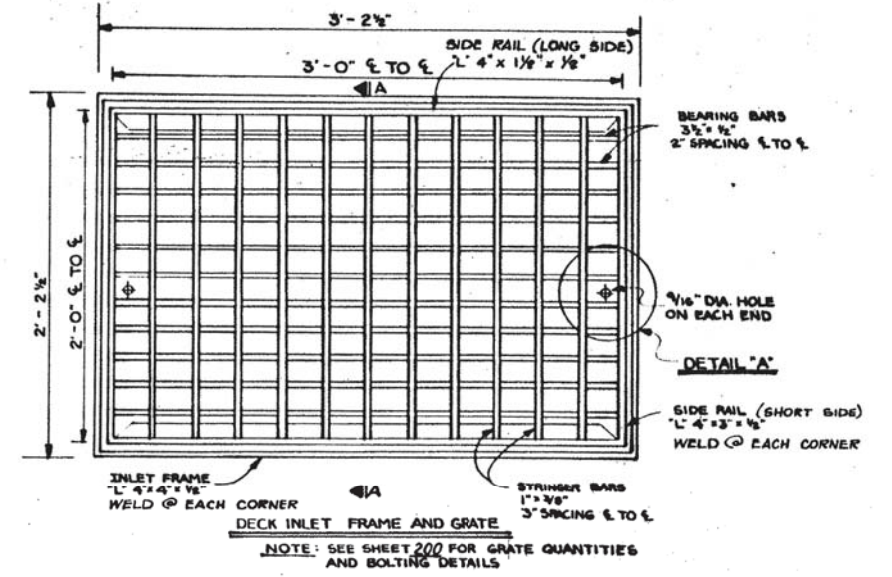 3'-2½"
SIDE RAIL (LONG SIDE)
"L" 4" x 1½" x ½"
3'-0" ℄ TO ℄
A
BEARING BARS
3½" x ½"
2" SPACING ℄ TO ℄
2'-2½"
2'-0" ℄ TO ℄
9/16" DIA. HOLE
ON EACH END
DETAIL "A"
SIDE RAIL (SHORT SIDE)
"L" 4" x 3" x ½"
WELD @ EACH CORNER
INLET FRAME
"L" 4" x 4" x ½"
WELD @ EACH CORNER
A
STRINGER BARS
1" x 3/8"
3" SPACING ℄ TO ℄
DECK INLET FRAME AND GRATE
NOTE: SEE SHEET 200 FOR GRATE QUANTITIES
AND BOLTING DETAILS